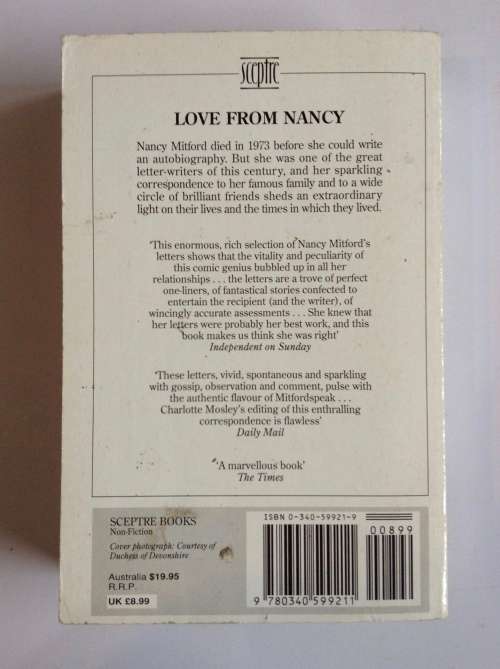 sceptre
LOVE FROM NANCY
Nancy Mitford died in 1973 before she could write
an autobiography. But she was one of the great
letter-writers of this century, and her sparkling
correspondence to her famous family and to a wide
circle of brilliant friends sheds an extraordinary
light on their lives and the times in which they lived.
'This enormous, rich selection of Nancy Mitford's
letters shows that the vitality and peculiarity of
this comic genius bubbled up in all her
relationships . . . the letters are a trove of perfect
one-liners, of fantastical stories confected to
entertain the recipient (and the writer), of
wincingly accurate assessments . . . She knew that
her letters were probably her best work, and this
book makes us think she was right'
Independent on Sunday
'These letters, vivid, spontaneous and sparkling
with gossip, observation and comment, pulse with
the authentic flavour of Mitfordspeak . . .
Charlotte Mosley's editing of this enthralling
correspondence is flawless'
Daily Mail
'A marvellous book'
The Times
SCEPTRE BOOKS
Non-Fiction
Cover photograph: Courtesy of
Duchess of Devonshire
Australia $19.95
R.R.P.
UK £8.99
ISBN 0-340-59921-9
00899
9 780340 599211